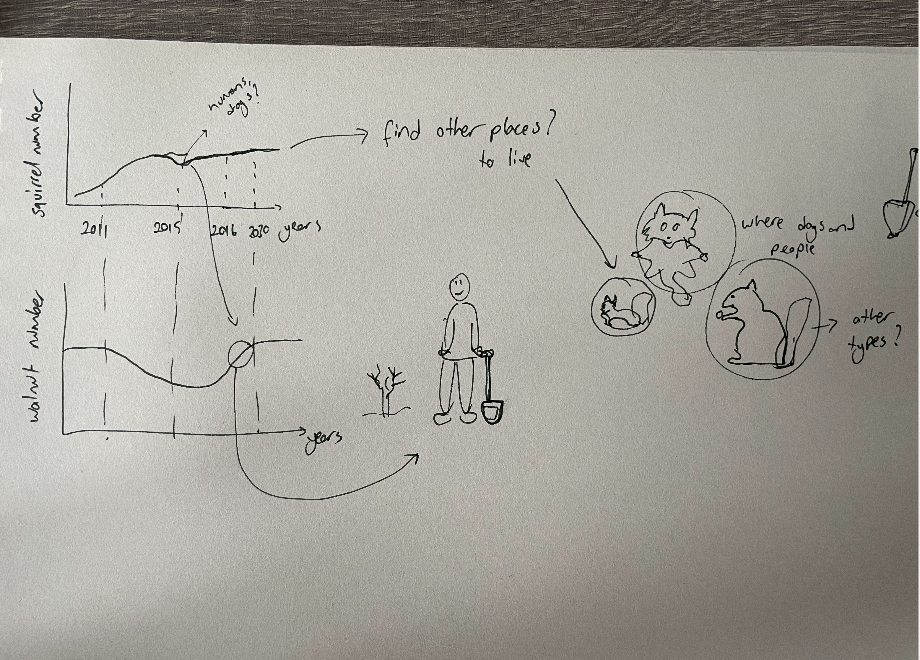 squirrel number
humans,
dogs?
find other places?
to live
2011 2015 2016 2020 years
where dogs and
people
other
types?
walnut number
years